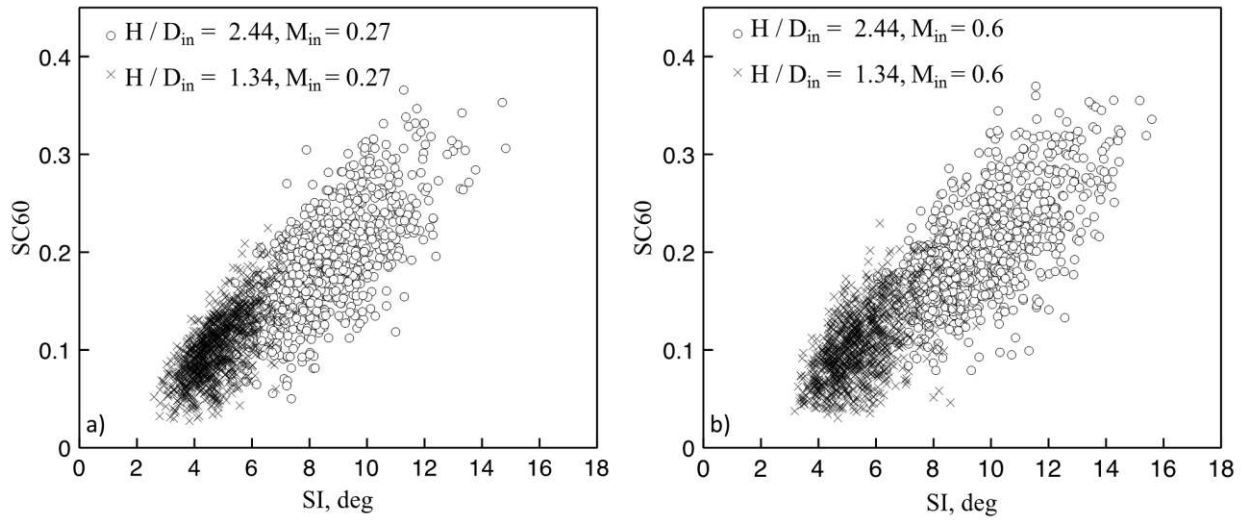 ○ H / D_in = 2.44, M_in = 0.27
× H / D_in = 1.34, M_in = 0.27
0.4
0.3
0.2
0.1
0
SC60
a)
0 2 4 6 8 10 12 14 16 18
SI, deg
○ H / D_in = 2.44, M_in = 0.6
× H / D_in = 1.34, M_in = 0.6
0.4
0.3
0.2
0.1
0
SC60
b)
0 2 4 6 8 10 12 14 16 18
SI, deg